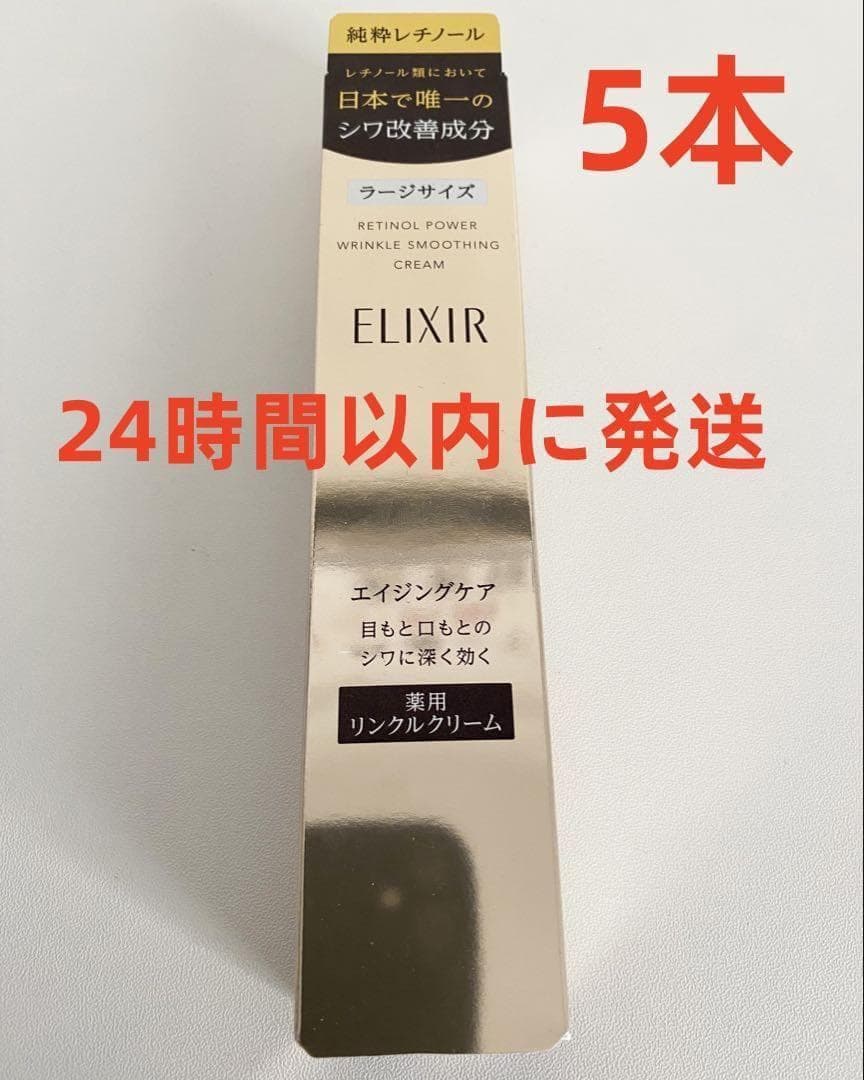 純粋レチノール
レチノール類において
日本で唯一の
シワ改善成分
5本
ラージサイズ
RETINOL POWER
WRINKLE SMOOTHING
CREAM
ELIXIR
24時間以内に発送
エイジングケア
目もと口もとの
シワに深く効く
薬用
リンクルクリーム